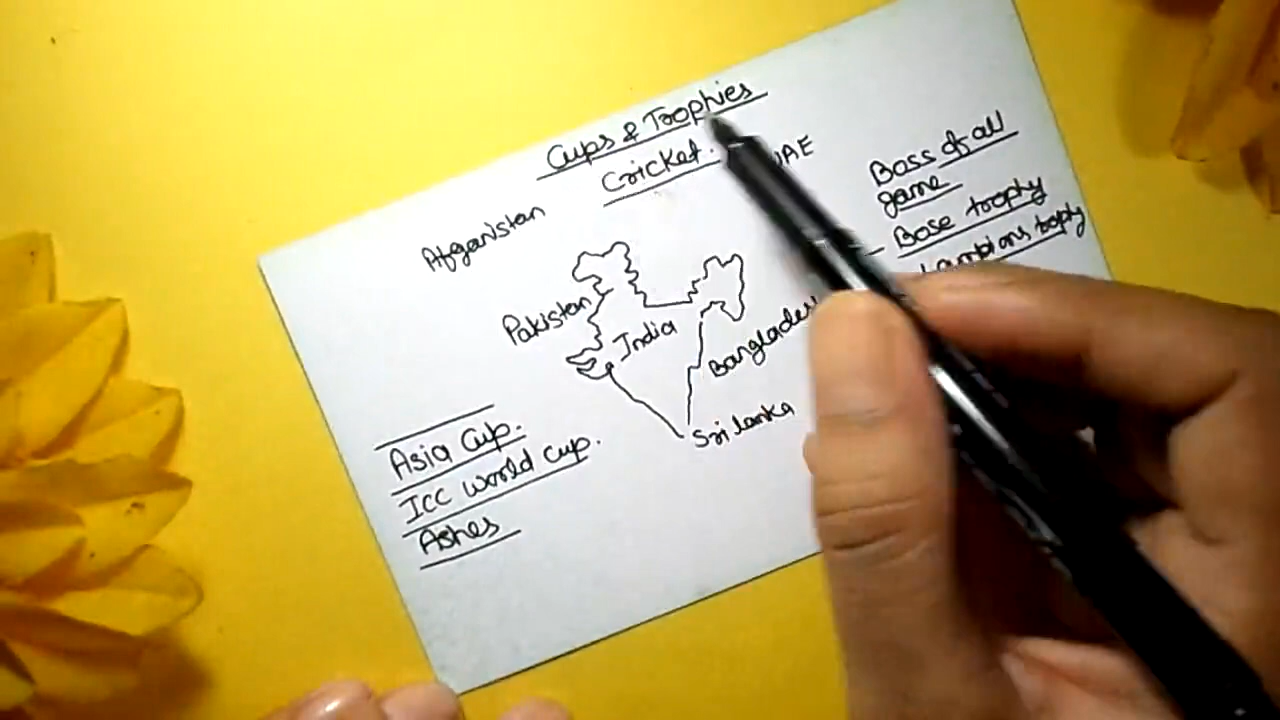 Cups & Trophies
Cricket.
UAE
Afganistan
Pakistan
India
Bangladesh
Sri lanka
Asia Cup.
ICC world cup.
Ashes
Boss of all
game
Bose trophy